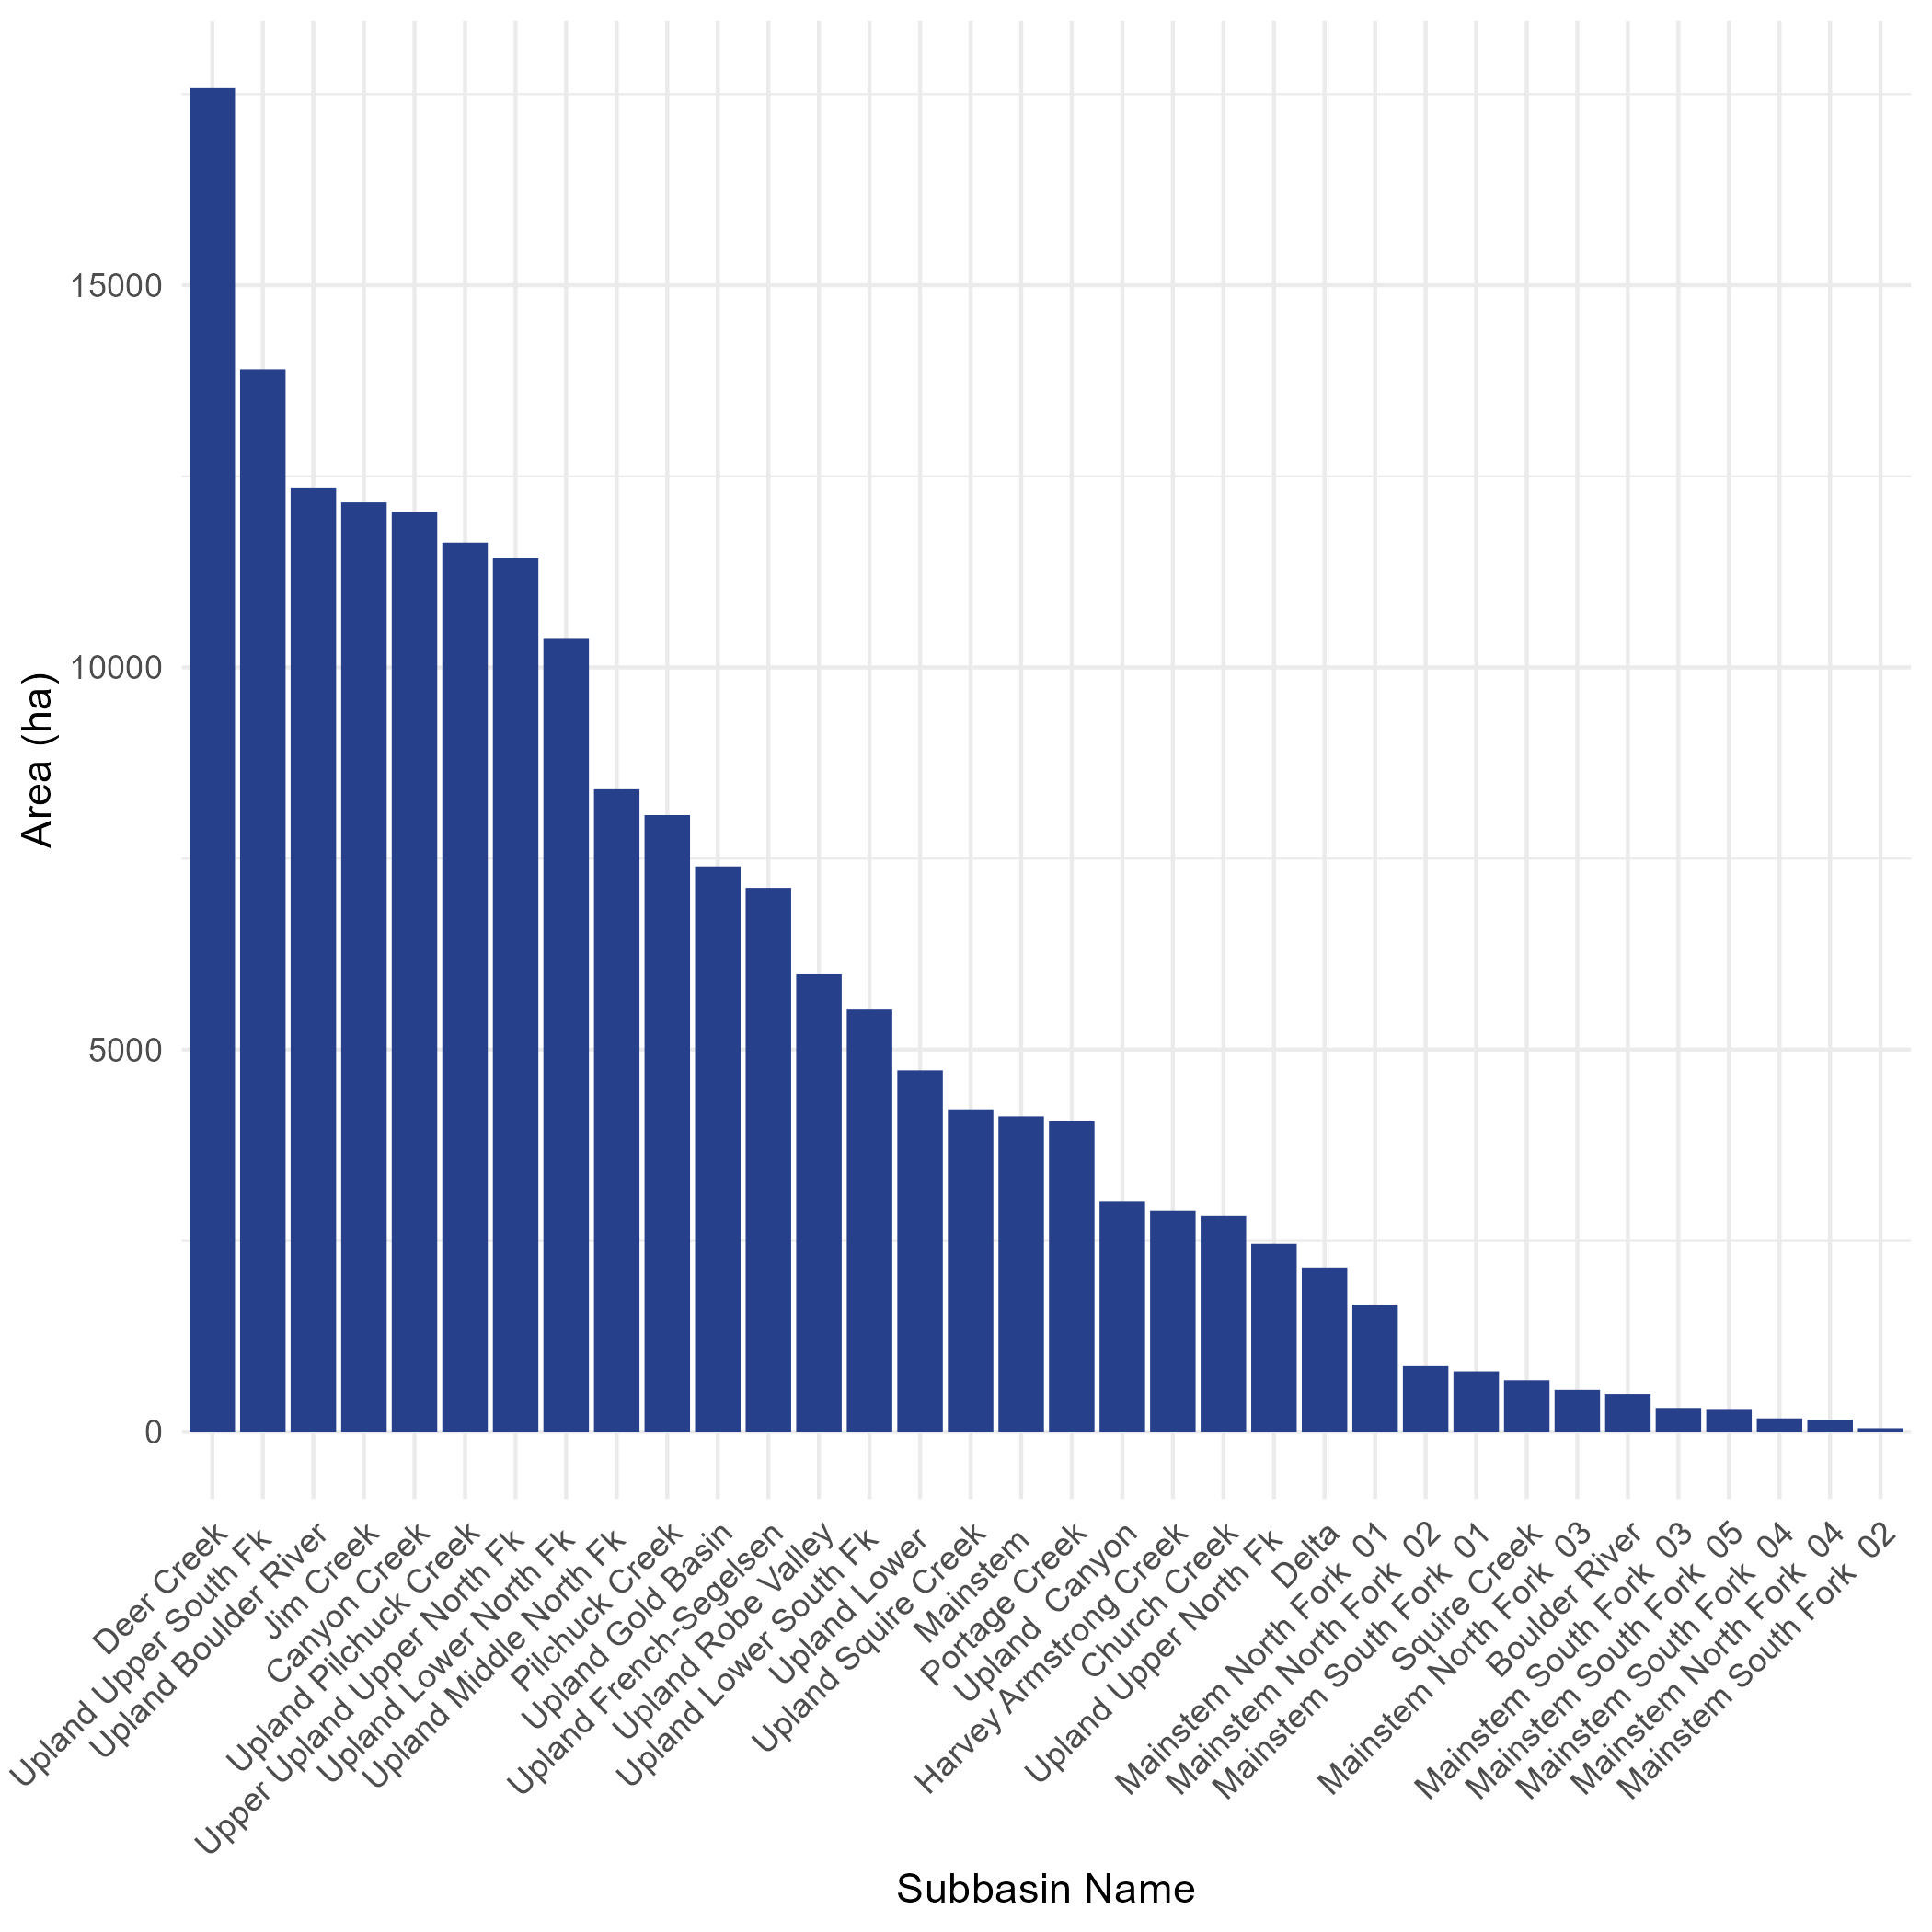 15000
10000
5000
0
Area (ha)
Deer Creek
Upland Upper South Fk
Upland Boulder River
Jim Creek
Canyon Creek
Upland Pilchuck Creek
Upper Upland Upper North Fk
Upland Lower North Fk
Upland Middle North Fk
Pilchuck Creek
Upland Gold Basin
Upland French-Segelsen
Upland Robe Valley
Upland Lower South Fk
Upland Lower
Upland Squire Creek
Mainstem
Portage Creek
Upland  Canyon
Harvey Armstrong Creek
Church Creek
Upland Upper North Fk
Delta
Mainstem North Fork  01
Mainstem North Fork  02
Mainstem South Fork  01
Squire Creek
Mainstem North Fork  03
Boulder River
Mainstem South Fork  03
Mainstem South Fork  05
Mainstem South Fork  04
Mainstem North Fork  04
Mainstem South Fork  02
Subbasin Name